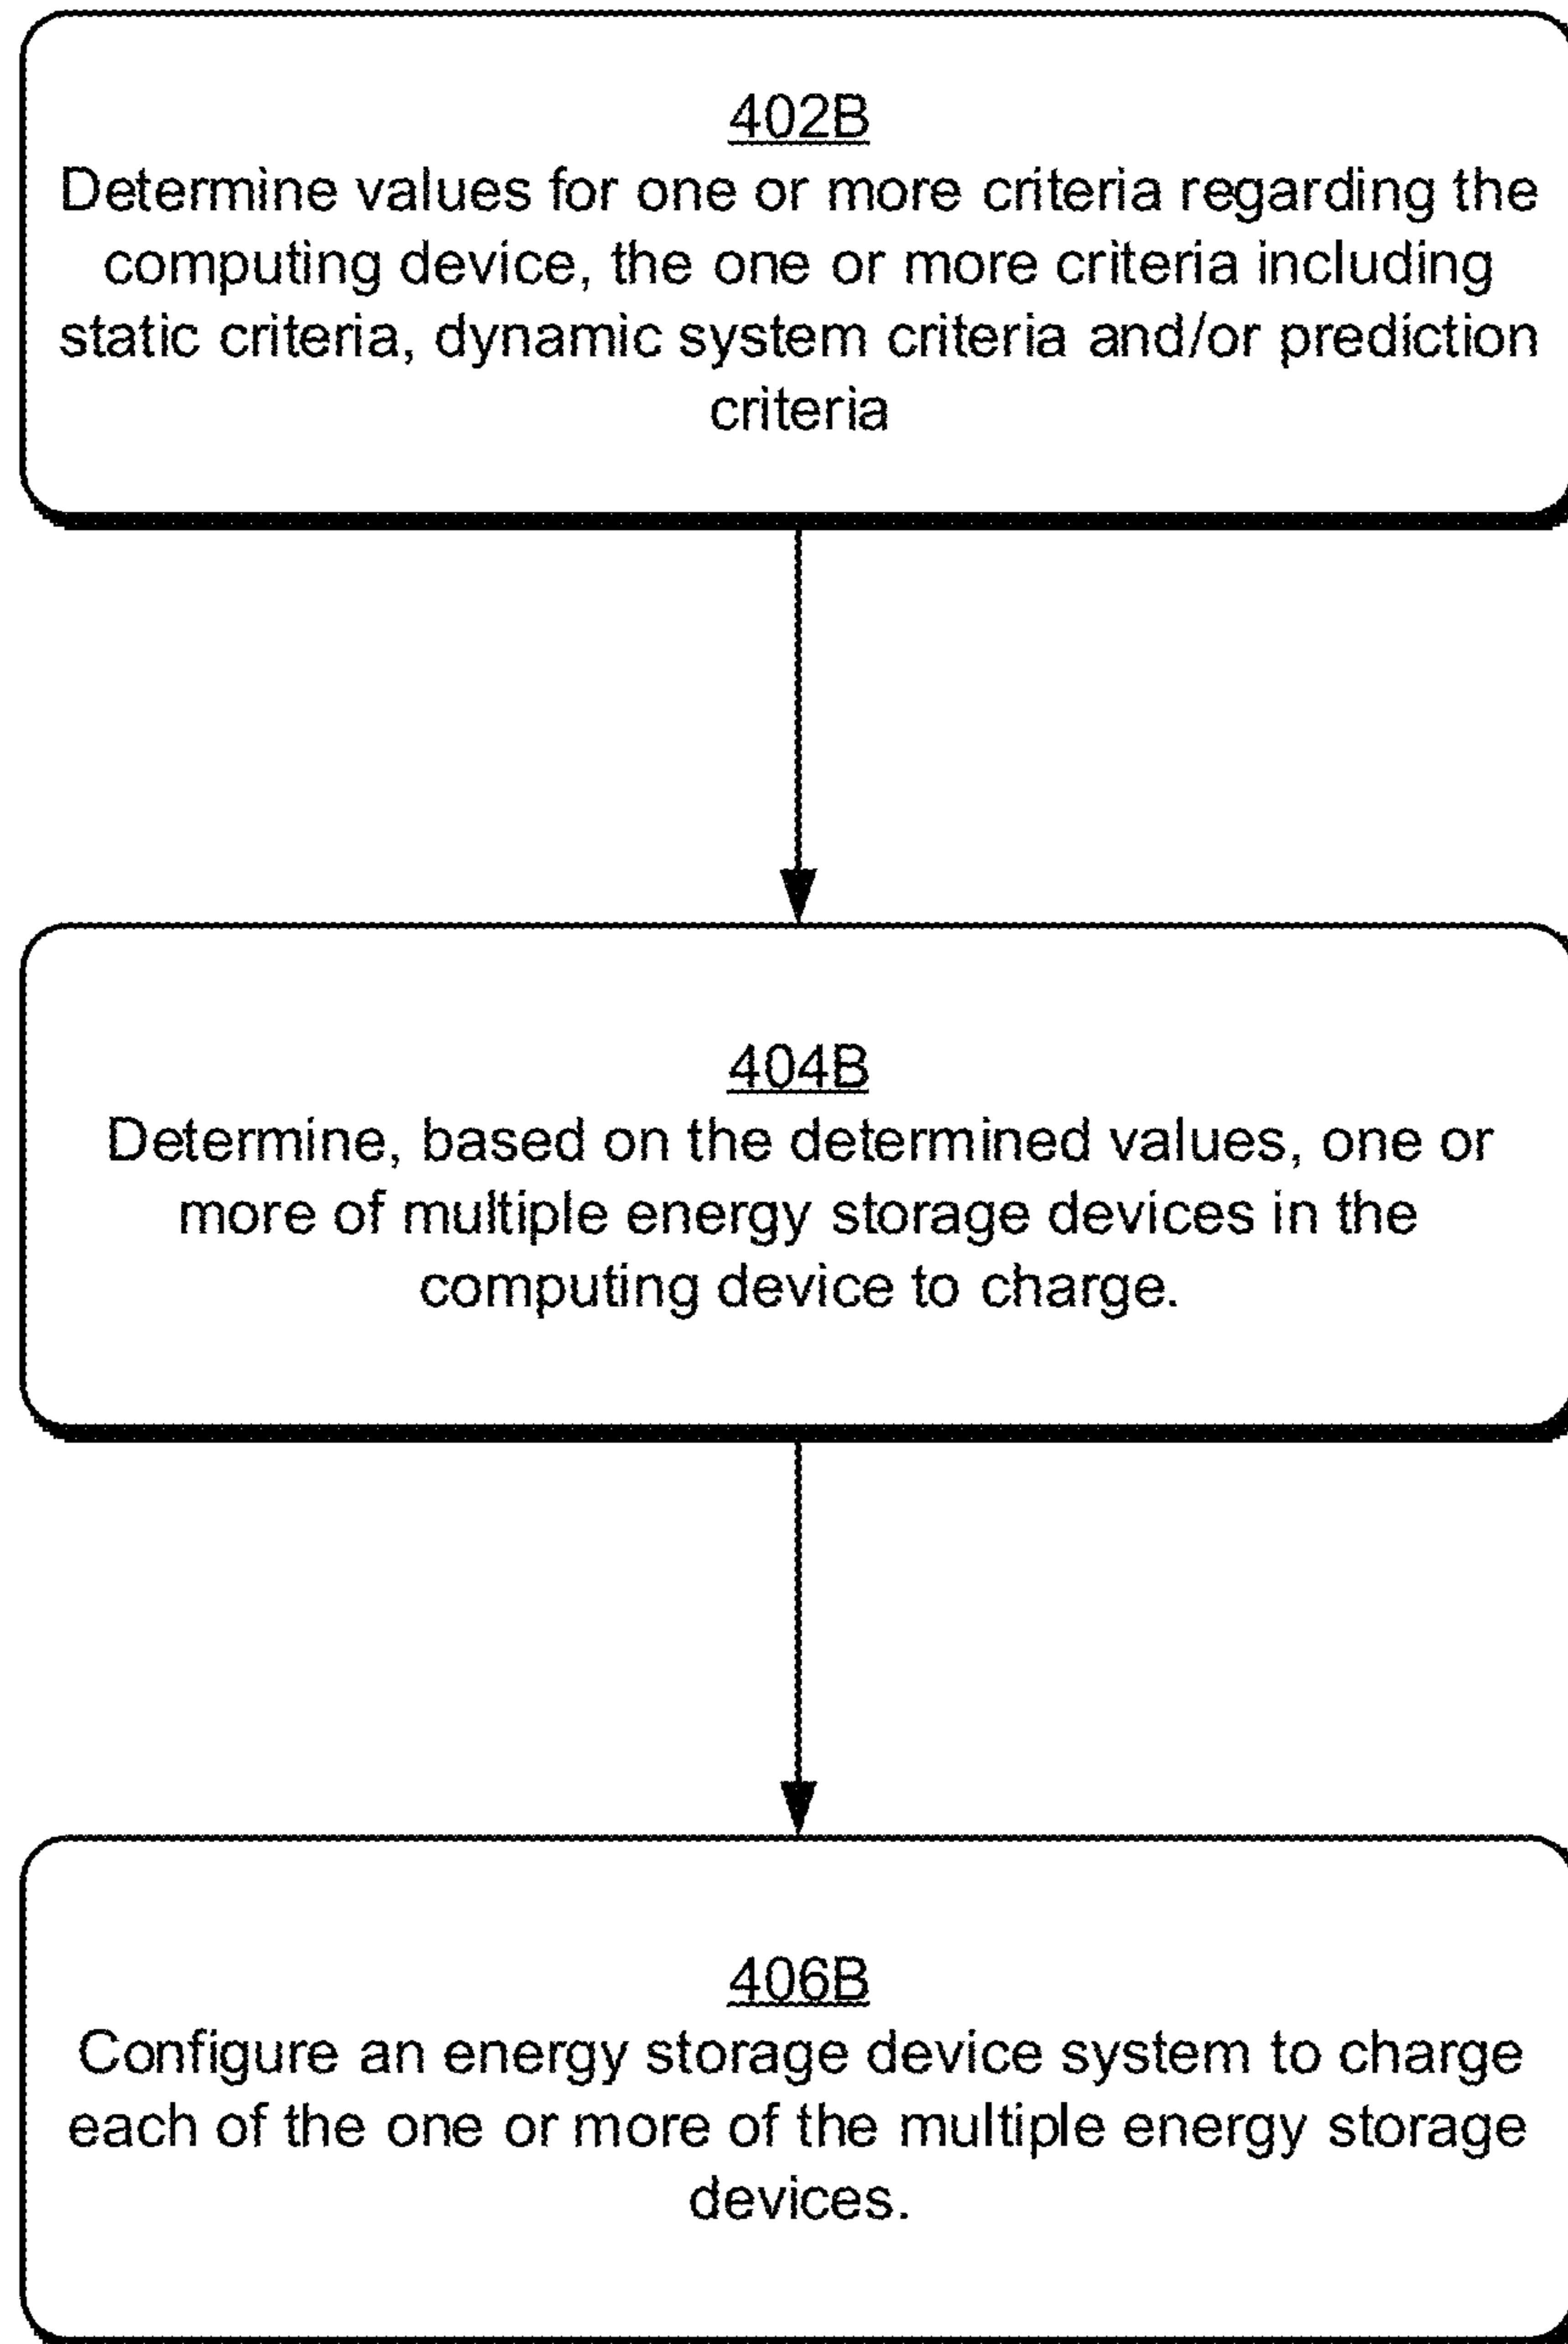 402B
Determine values for one or more criteria regarding the
computing device, the one or more criteria including
static criteria, dynamic system criteria and/or prediction
criteria
404B
Determine, based on the determined values, one or
more of multiple energy storage devices in the
computing device to charge.
406B
Configure an energy storage device system to charge
each of the one or more of the multiple energy storage
devices.